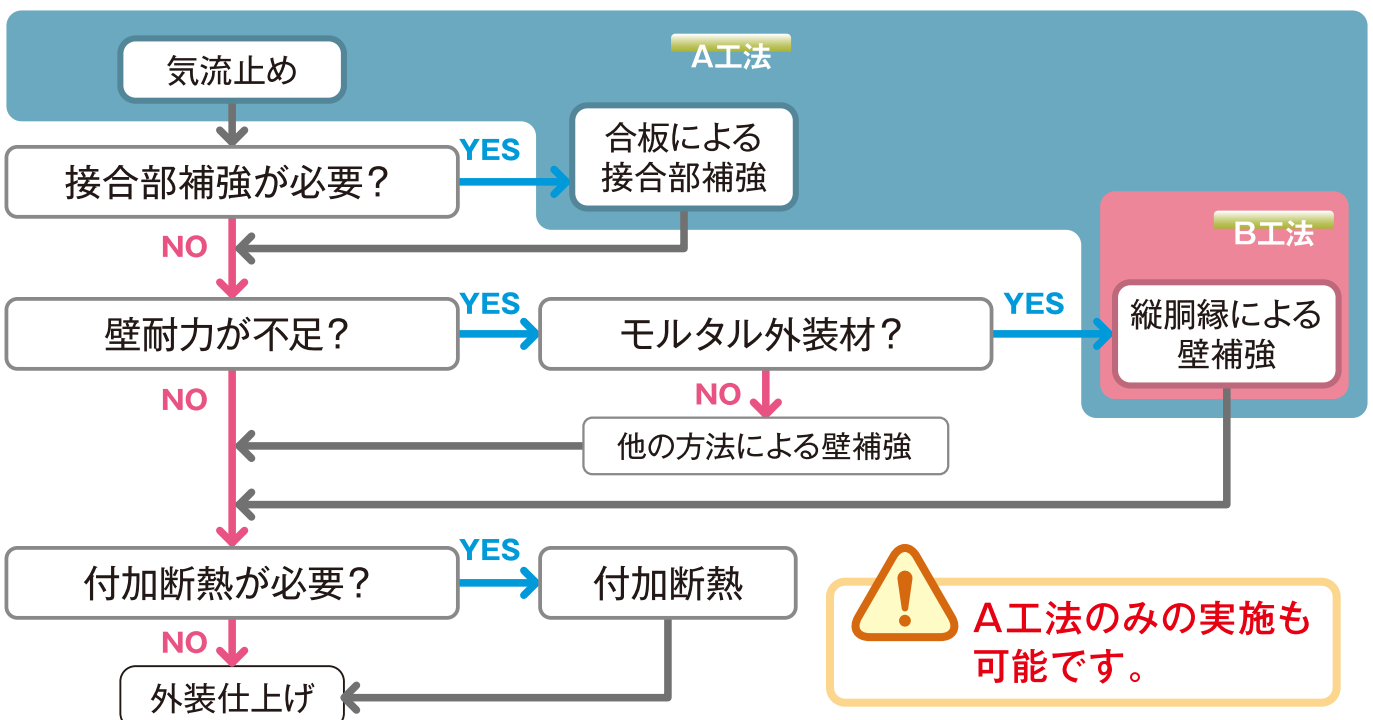 A工法
気流止め
接合部補強が必要？
YES
合板による
接合部補強
NO
B工法
壁耐力が不足？
YES
モルタル外装材？
YES
縦胴縁による
壁補強
NO
NO
他の方法による壁補強
付加断熱が必要？
YES
付加断熱
NO
外装仕上げ
A工法のみの実施も
可能です。